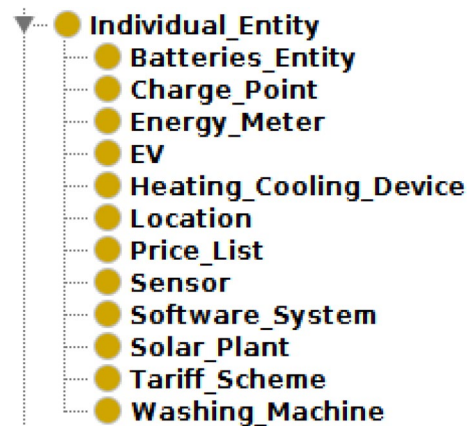 Individual_Entity
Batteries_Entity
Charge_Point
Energy_Meter
EV
Heating_Cooling_Device
Location
Price_List
Sensor
Software_System
Solar_Plant
Tariff_Scheme
Washing_Machine